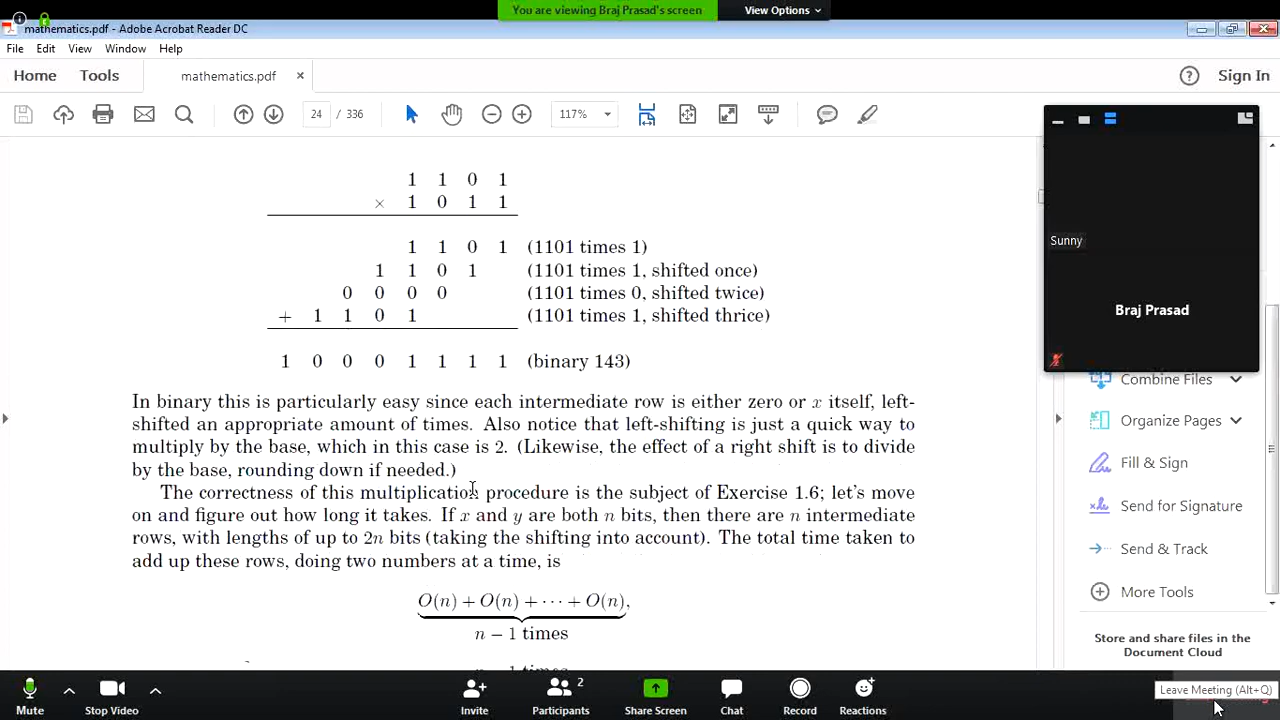 You are viewing Braj Prasad's screen View Options
mathematics.pdf - Adobe Acrobat Reader DC
File Edit View Window Help
Home Tools mathematics.pdf × Sign In
24 / 336 117%
1 1 0 1
× 1 0 1 1
1 1 0 1 (1101 times 1)
1 1 0 1 (1101 times 1, shifted once)
0 0 0 0 (1101 times 0, shifted twice)
+ 1 1 0 1 (1101 times 1, shifted thrice)
1 0 0 0 1 1 1 1 (binary 143)
In binary this is particularly easy since each intermediate row is either zero or x itself, left-
shifted an appropriate amount of times. Also notice that left-shifting is just a quick way to
multiply by the base, which in this case is 2. (Likewise, the effect of a right shift is to divide
by the base, rounding down if needed.)
The correctness of this multiplication procedure is the subject of Exercise 1.6; let's move
on and figure out how long it takes. If x and y are both n bits, then there are n intermediate
rows, with lengths of up to 2n bits (taking the shifting into account). The total time taken to
add up these rows, doing two numbers at a time, is
O(n) + O(n) + ··· + O(n),
n − 1 times
Sunny
Braj Prasad
Combine Files
Organize Pages
Fill & Sign
Send for Signature
Send & Track
More Tools
Store and share files in the
Document Cloud
Leave Meeting (Alt+Q)
2
Mute Stop Video Invite Participants Share Screen Chat Record Reactions